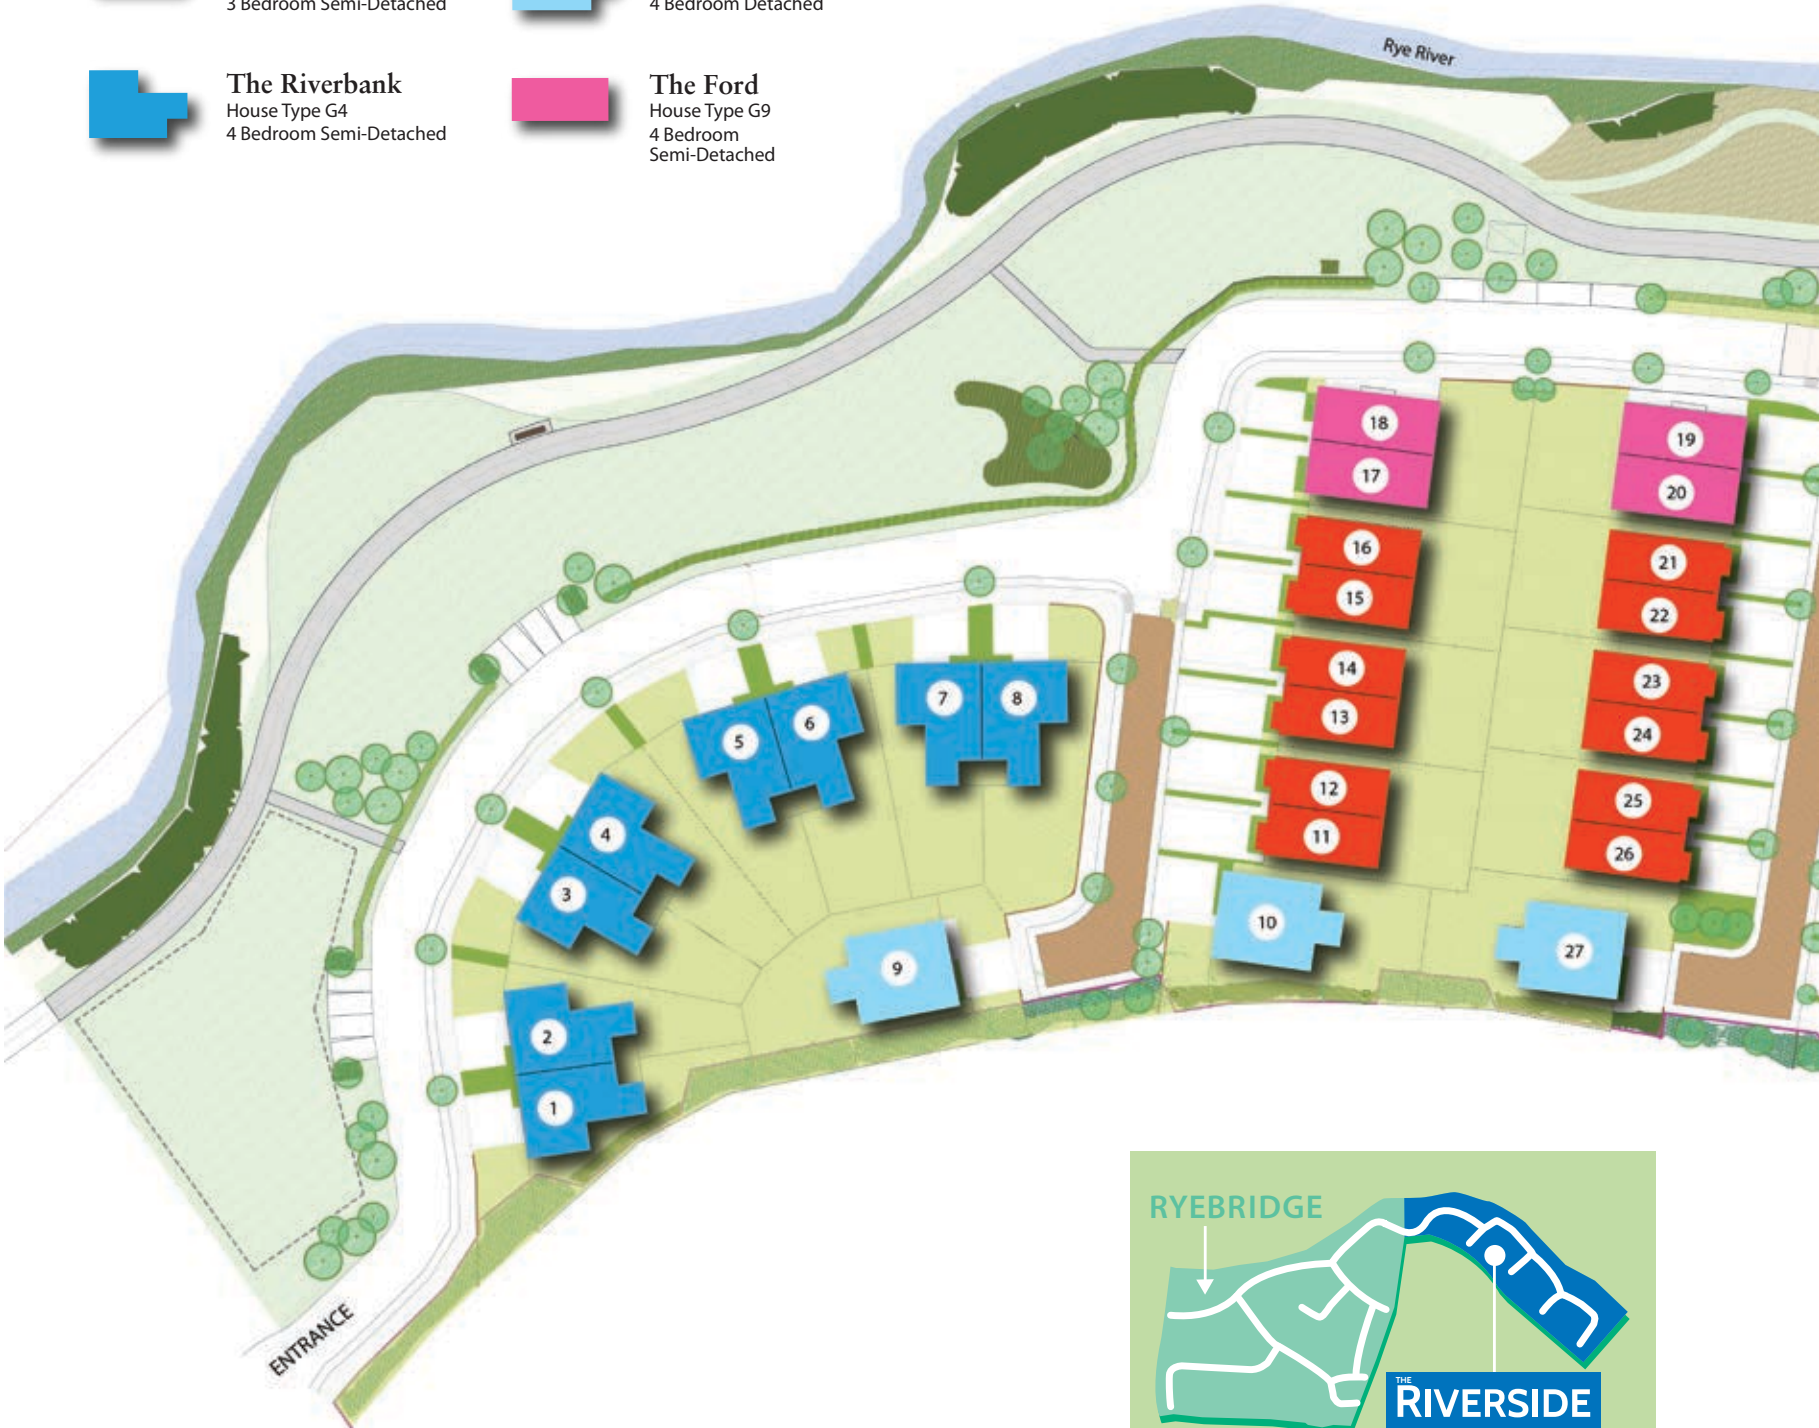 3 Bedroom Semi-Detached
4 Bedroom Detached
The Riverbank
House Type G4
4 Bedroom Semi-Detached
The Ford
House Type G9
4 Bedroom
Semi-Detached
Rye River
18
17
19
20
16
15
21
22
14
13
23
24
12
11
25
26
10
27
7
8
6
5
4
3
9
2
1
ENTRANCE
RYEBRIDGE
THE
RIVERSIDE